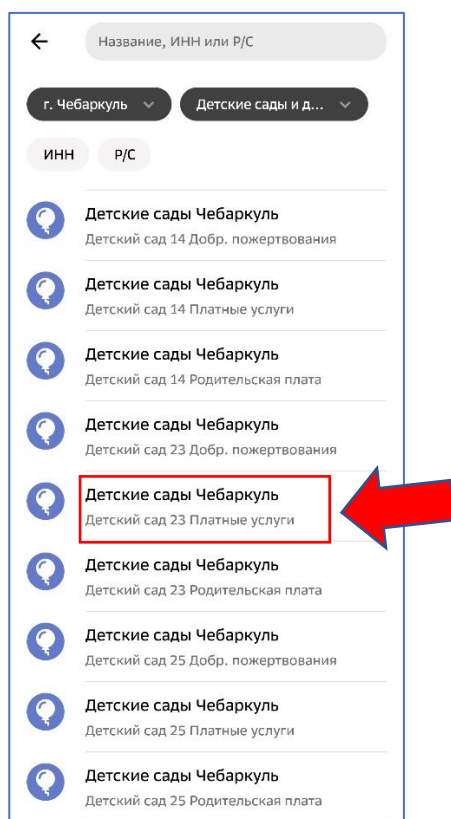 Название, ИНН или Р/С
г. Чебаркуль
Детские сады и д...
ИНН
Р/С
Детские сады Чебаркуль
Детский сад 14 Добр. пожертвования
Детские сады Чебаркуль
Детский сад 14 Платные услуги
Детские сады Чебаркуль
Детский сад 14 Родительская плата
Детские сады Чебаркуль
Детский сад 23 Добр. пожертвования
Детские сады Чебаркуль
Детский сад 23 Платные услуги
Детские сады Чебаркуль
Детский сад 23 Родительская плата
Детские сады Чебаркуль
Детский сад 25 Добр. пожертвования
Детские сады Чебаркуль
Детский сад 25 Платные услуги
Детские сады Чебаркуль
Детский сад 25 Родительская плата